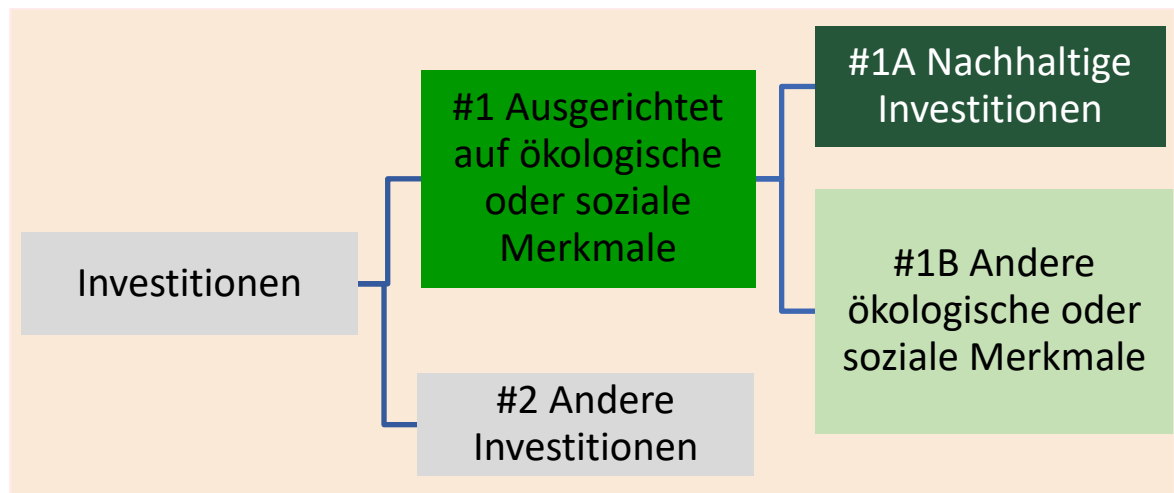 Investitionen
#1 Ausgerichtet
auf ökologische
oder soziale
Merkmale
#2 Andere
Investitionen
#1A Nachhaltige
Investitionen
#1B Andere
ökologische oder
soziale Merkmale